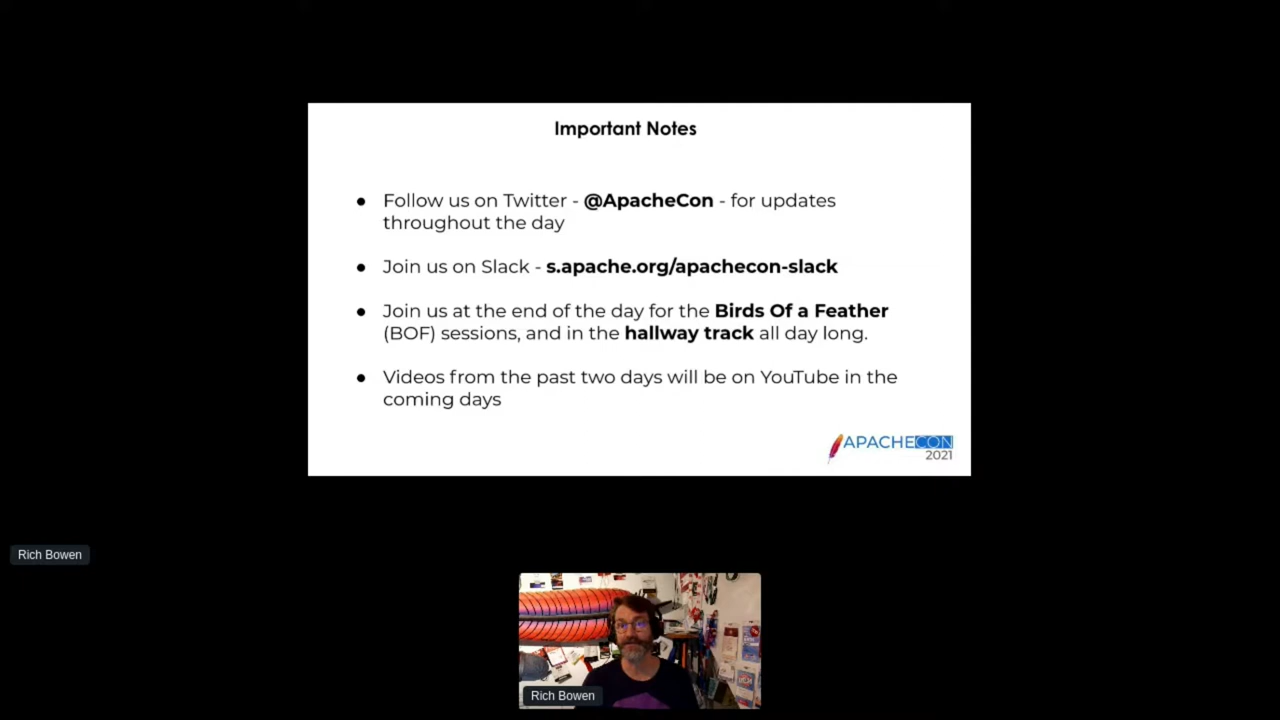 Important Notes
● Follow us on Twitter - @ApacheCon - for updates
throughout the day
● Join us on Slack - s.apache.org/apachecon-slack
● Join us at the end of the day for the Birds Of a Feather
(BOF) sessions, and in the hallway track all day long.
● Videos from the past two days will be on YouTube in the
coming days
APACHECON
2021
Rich Bowen
Rich Bowen